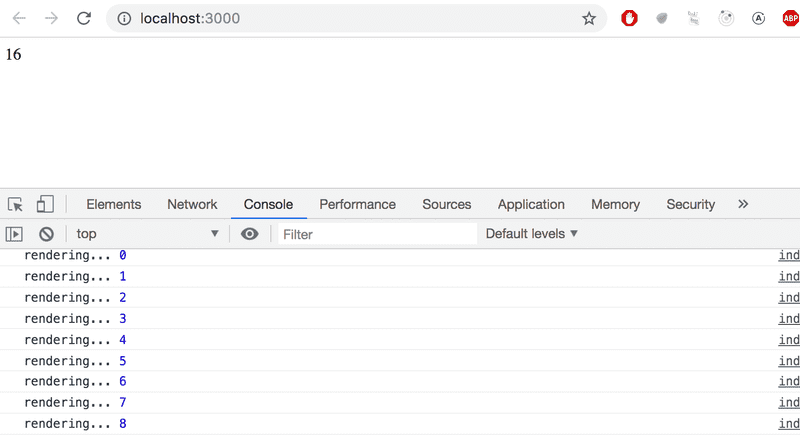 localhost:3000
ABP
16
Elements Network Console Performance Sources Application Memory Security
top Filter Default levels
rendering... 0 ind
rendering... 1 ind
rendering... 2 ind
rendering... 3 ind
rendering... 4 ind
rendering... 5 ind
rendering... 6 ind
rendering... 7 ind
rendering... 8 ind